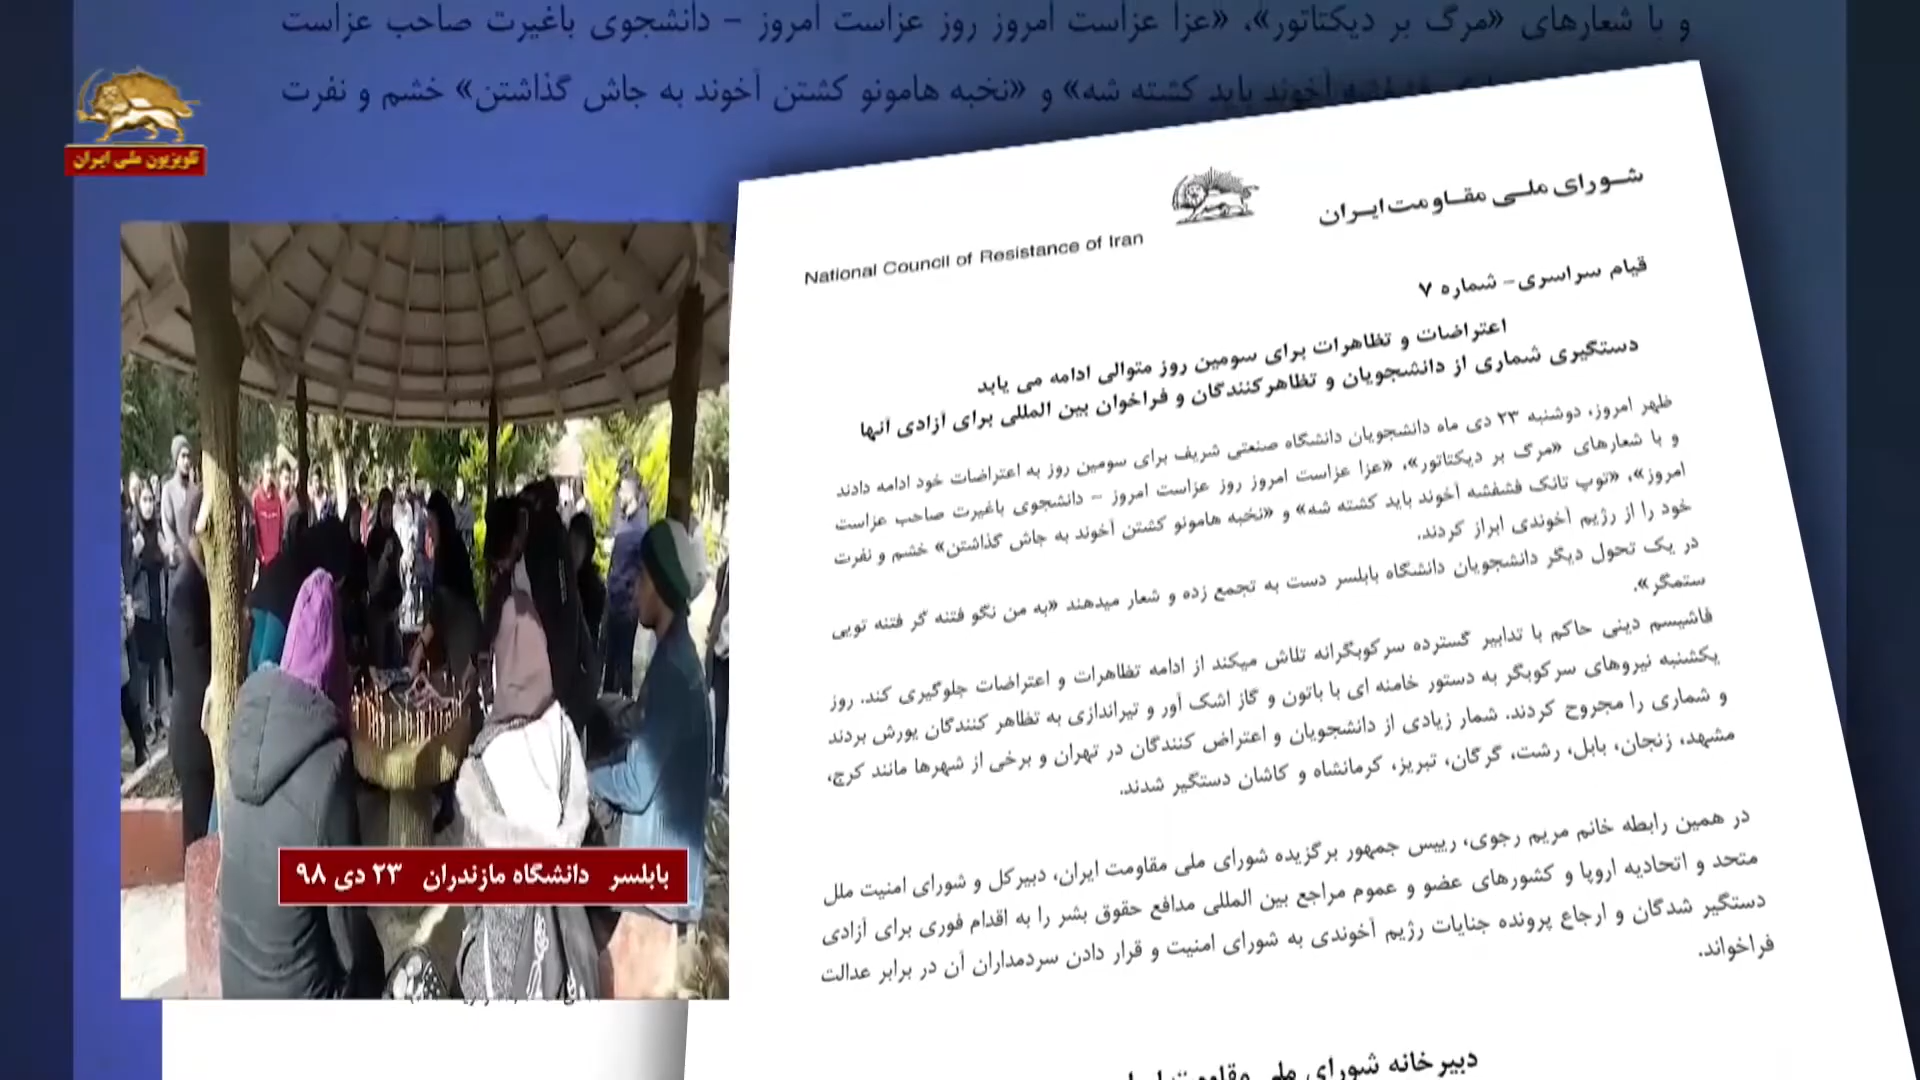 و با شعارهای «مرگ بر دیکتاتور»، «عزا عزاست امروز روز عزاست امروز – دانشجوی باغیرت صاحب عزاست
آخوند باید کشته شه» و «نخبه هامونو کشتن آخوند به جاش گذاشتن» خشم و نفرت
تلویزیون ملی ایران
شورای ملی مقاومت ایران
National Council of Resistance of Iran
قیام سراسری- شماره ۷
اعتراضات و تظاهرات برای سومین روز متوالی ادامه می یابد
دستگیری شماری از دانشجویان و تظاهرکنندگان و فراخوان بین المللی برای آزادی آنها
ظهر امروز، دوشنبه ۲۳ دی ماه دانشجویان دانشگاه صنعتی شریف برای سومین روز به اعتراضات خود ادامه دادند
و با شعارهای «مرگ بر دیکتاتور»، «عزا عزاست امروز روز عزاست امروز – دانشجوی باغیرت صاحب عزاست
امروز»، «توپ تانک فشفشه آخوند باید کشته شه» و «نخبه هامونو کشتن آخوند به جاش گذاشتن» خشم و نفرت
خود را از رژیم آخوندی ابراز کردند.
در یک تحول دیگر دانشجویان دانشگاه بابلسر دست به تجمع زده و شعار میدهند «به من نگو فتنه گر فتنه تویی
ستمگر».
فاشیسم دینی حاکم با تدابیر گسترده سرکوبگرانه تلاش میکند از ادامه تظاهرات و اعتراضات جلوگیری کند. روز
یکشنبه نیروهای سرکوبگر به دستور خامنه ای با باتون و گاز اشک آور و تیراندازی به تظاهر کنندگان یورش بردند
و شماری را مجروح کردند. شمار زیادی از دانشجویان و اعتراض کنندگان در تهران و برخی از شهرها مانند کرج،
مشهد، زنجان، بابل، رشت، گرگان، تبریز، کرمانشاه و کاشان دستگیر شدند.
در همین رابطه خانم مریم رجوی، رییس جمهور برگزیده شورای ملی مقاومت ایران، دبیرکل و شورای امنیت ملل
متحد و اتحادیه اروپا و کشورهای عضو و عموم مراجع بین المللی مدافع حقوق بشر را به اقدام فوری برای آزادی
دستگیر شدگان و ارجاع پرونده جنایات رژیم آخوندی به شورای امنیت و قرار دادن سردمداران آن در برابر عدالت
فراخواند.
دبیرخانه شورای ملی مقاومت
بابلسر دانشگاه مازندران ۲۳ دی ۹۸